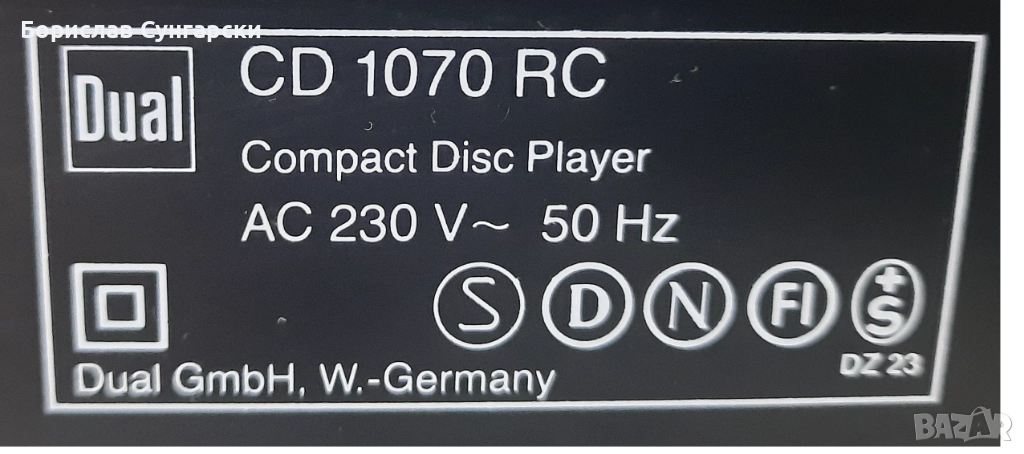 Борислав Сунгарски
Dual
CD 1070 RC
Compact Disc Player
AC 230 V~ 50 Hz
S D N FI +S
DZ 23
Dual GmbH, W.-Germany
BAZAR